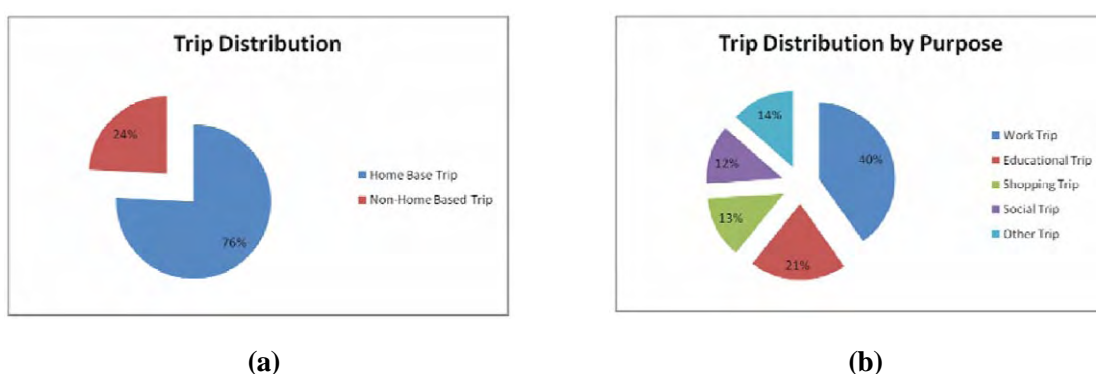 Trip Distribution
24%
76%
Home Base Trip
Non-Home Based Trip
(a)
Trip Distribution by Purpose
14%
40%
12%
13%
21%
Work Trip
Educational Trip
Shopping Trip
Social Trip
Other Trip
(b)